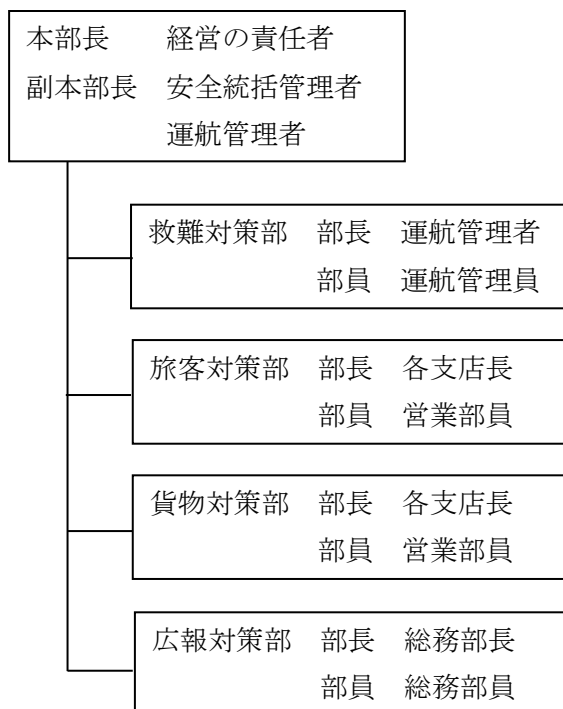 本部長　経営の責任者
副本部長　安全統括管理者
運航管理者
救難対策部　部長　運航管理者
部員　運航管理員
旅客対策部　部長　各支店長
部員　営業部員
貨物対策部　部長　各支店長
部員　営業部員
広報対策部　部長　総務部長
部員　総務部員